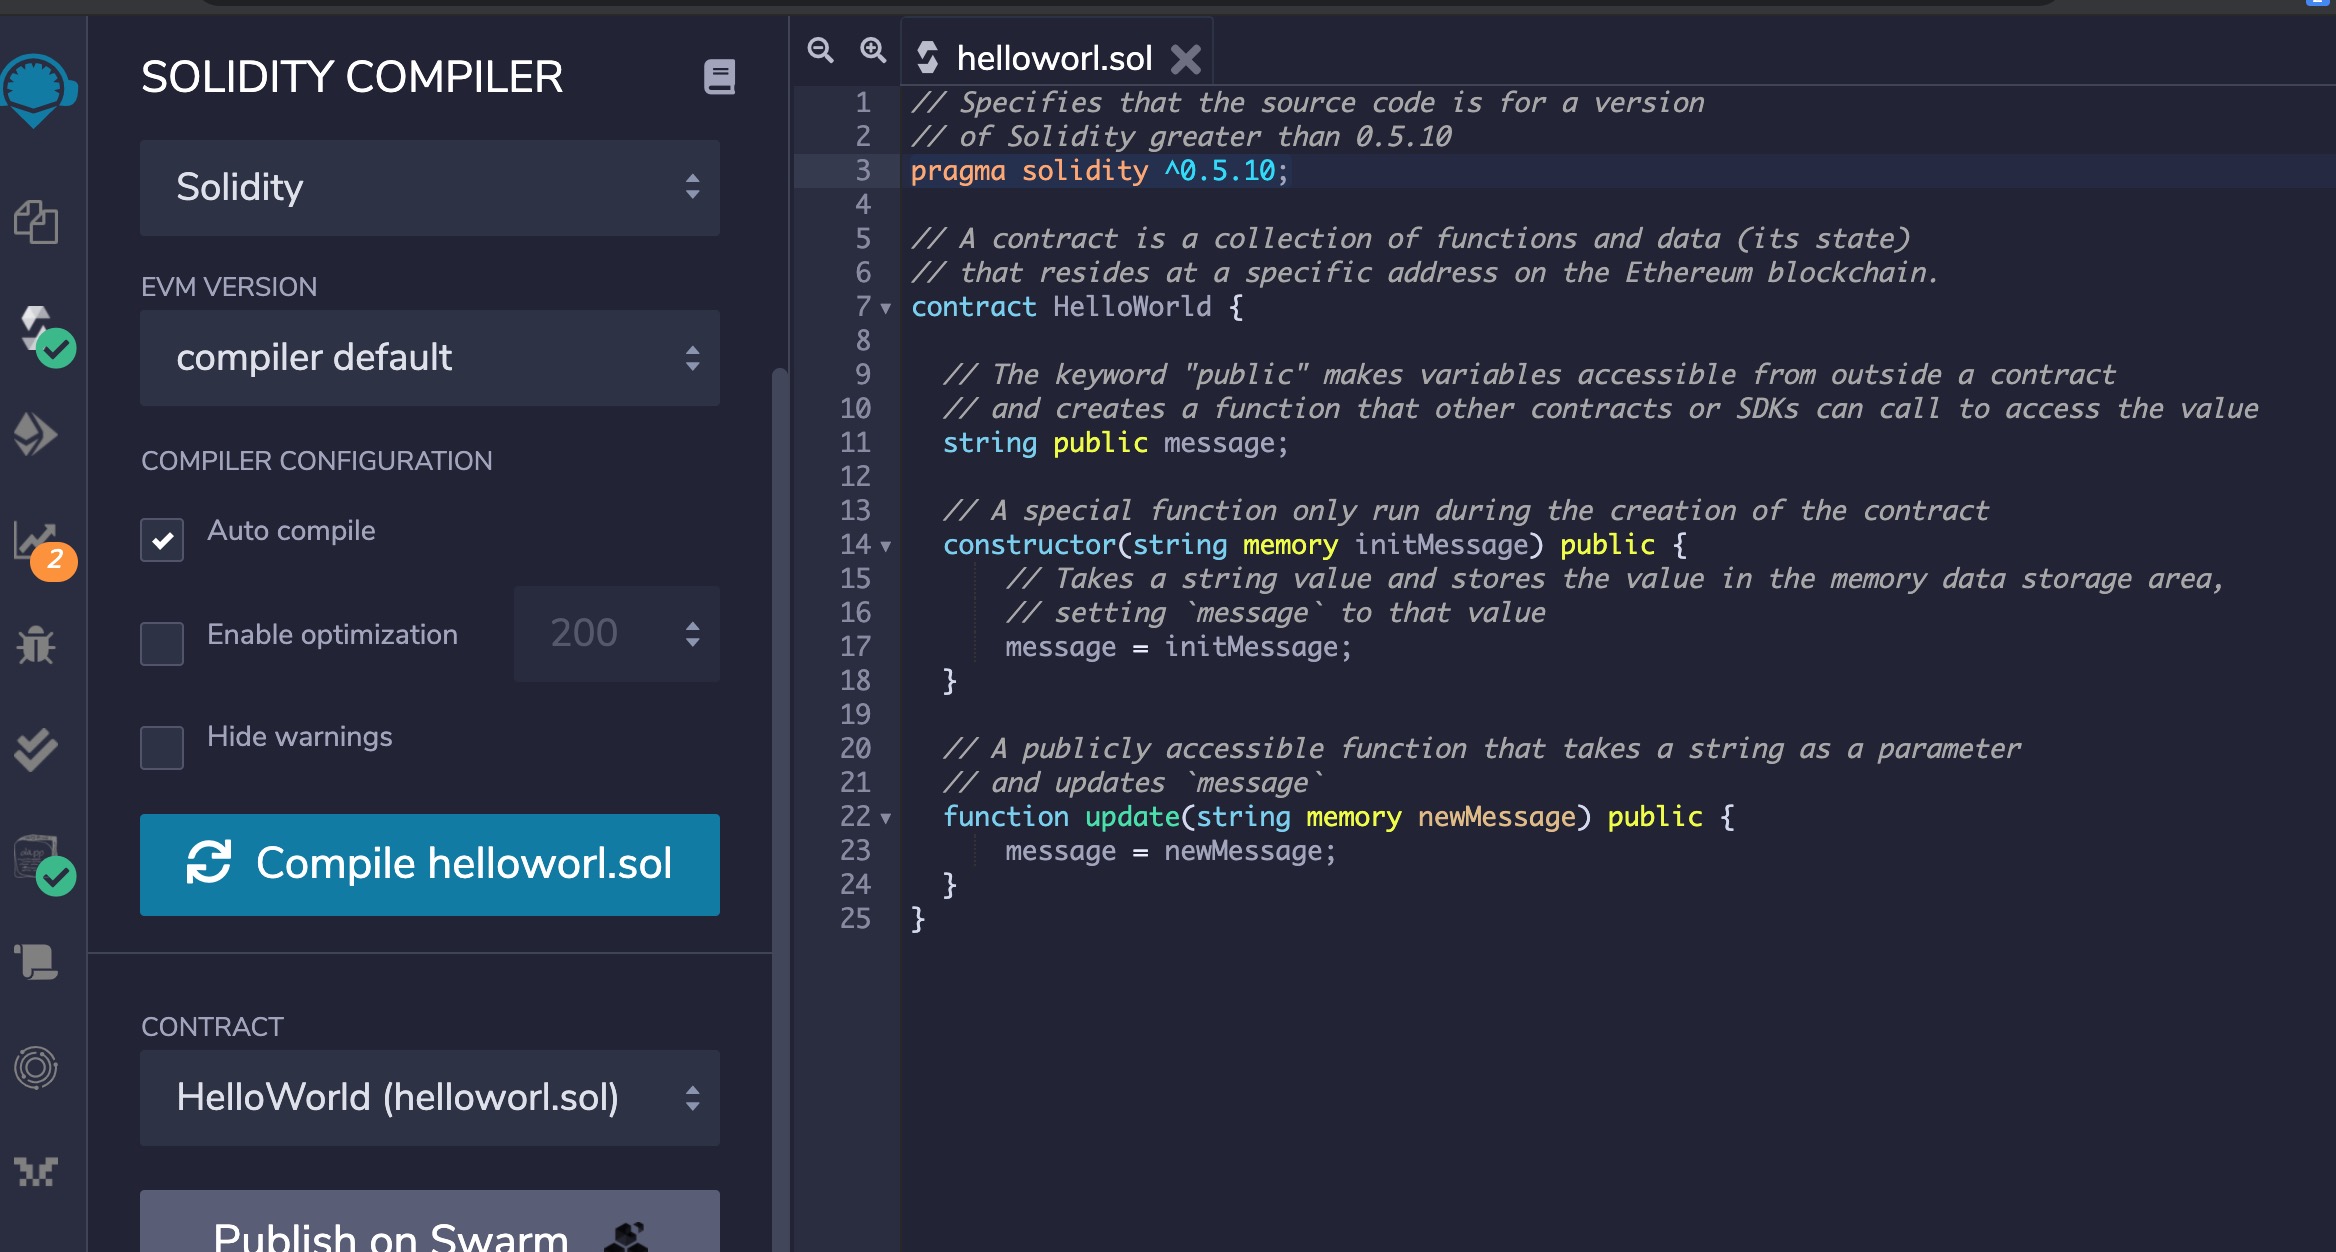 SOLIDITY COMPILER
Solidity
EVM VERSION
compiler default
COMPILER CONFIGURATION
Auto compile
Enable optimization
200
Hide warnings
Compile helloworl.sol
CONTRACT
HelloWorld (helloworl.sol)
Publish on Swarm
2
helloworl.sol
1 // Specifies that the source code is for a version
2 // of Solidity greater than 0.5.10
3 pragma solidity ^0.5.10;
4
5 // A contract is a collection of functions and data (its state)
6 // that resides at a specific address on the Ethereum blockchain.
7 contract HelloWorld {
8
9 // The keyword "public" makes variables accessible from outside a contract
10 // and creates a function that other contracts or SDKs can call to access the value
11 string public message;
12
13 // A special function only run during the creation of the contract
14 constructor(string memory initMessage) public {
15 // Takes a string value and stores the value in the memory data storage area,
16 // setting `message` to that value
17 message = initMessage;
18 }
19
20 // A publicly accessible function that takes a string as a parameter
21 // and updates `message`
22 function update(string memory newMessage) public {
23 message = newMessage;
24 }
25 }